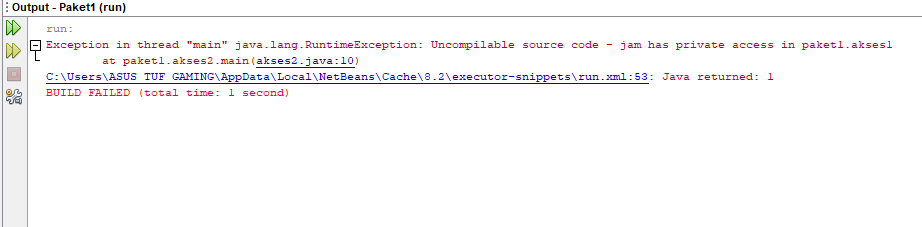 Output - Paket1 (run)
run:
Exception in thread "main" java.lang.RuntimeException: Uncompilable source code - jam has private access in paket1.akses1
at paket1.akses2.main(akses2.java:10)
C:\Users\ASUS TUF GAMING\AppData\Local\NetBeans\Cache\8.2\executor-snippets\run.xml:53: Java returned: 1
BUILD FAILED (total time: 1 second)